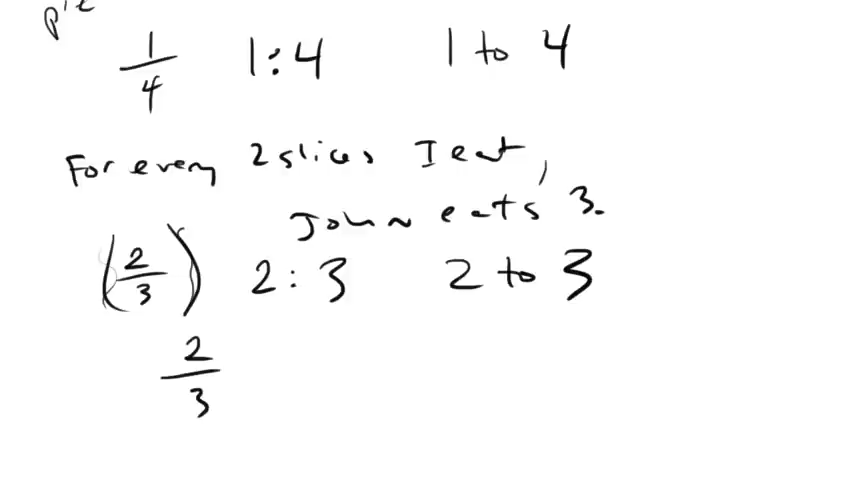 pie
1/4 1:4 1 to 4
For every 2 slices I eat,
John eats 3.
(2/3) 2:3 2 to 3
2/3